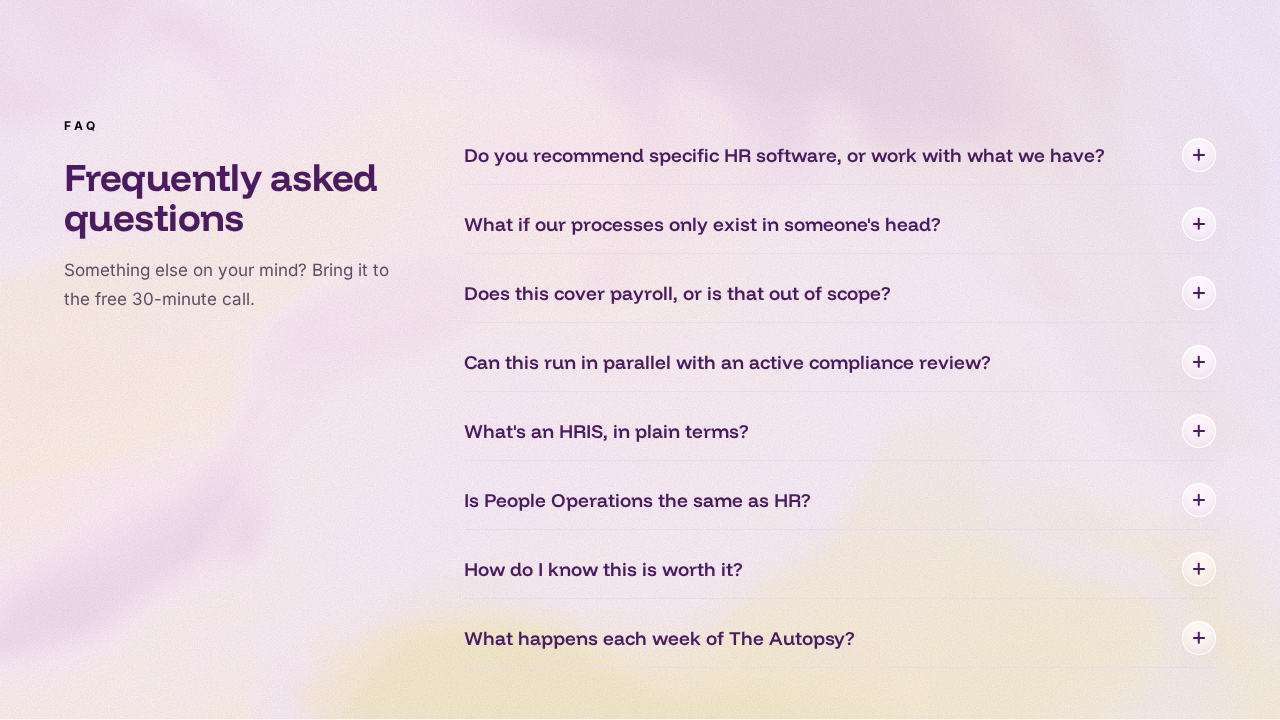 FAQ
Frequently asked
questions
Something else on your mind? Bring it to
the free 30-minute call.
Do you recommend specific HR software, or work with what we have?
What if our processes only exist in someone's head?
Does this cover payroll, or is that out of scope?
Can this run in parallel with an active compliance review?
What's an HRIS, in plain terms?
Is People Operations the same as HR?
How do I know this is worth it?
What happens each week of The Autopsy?